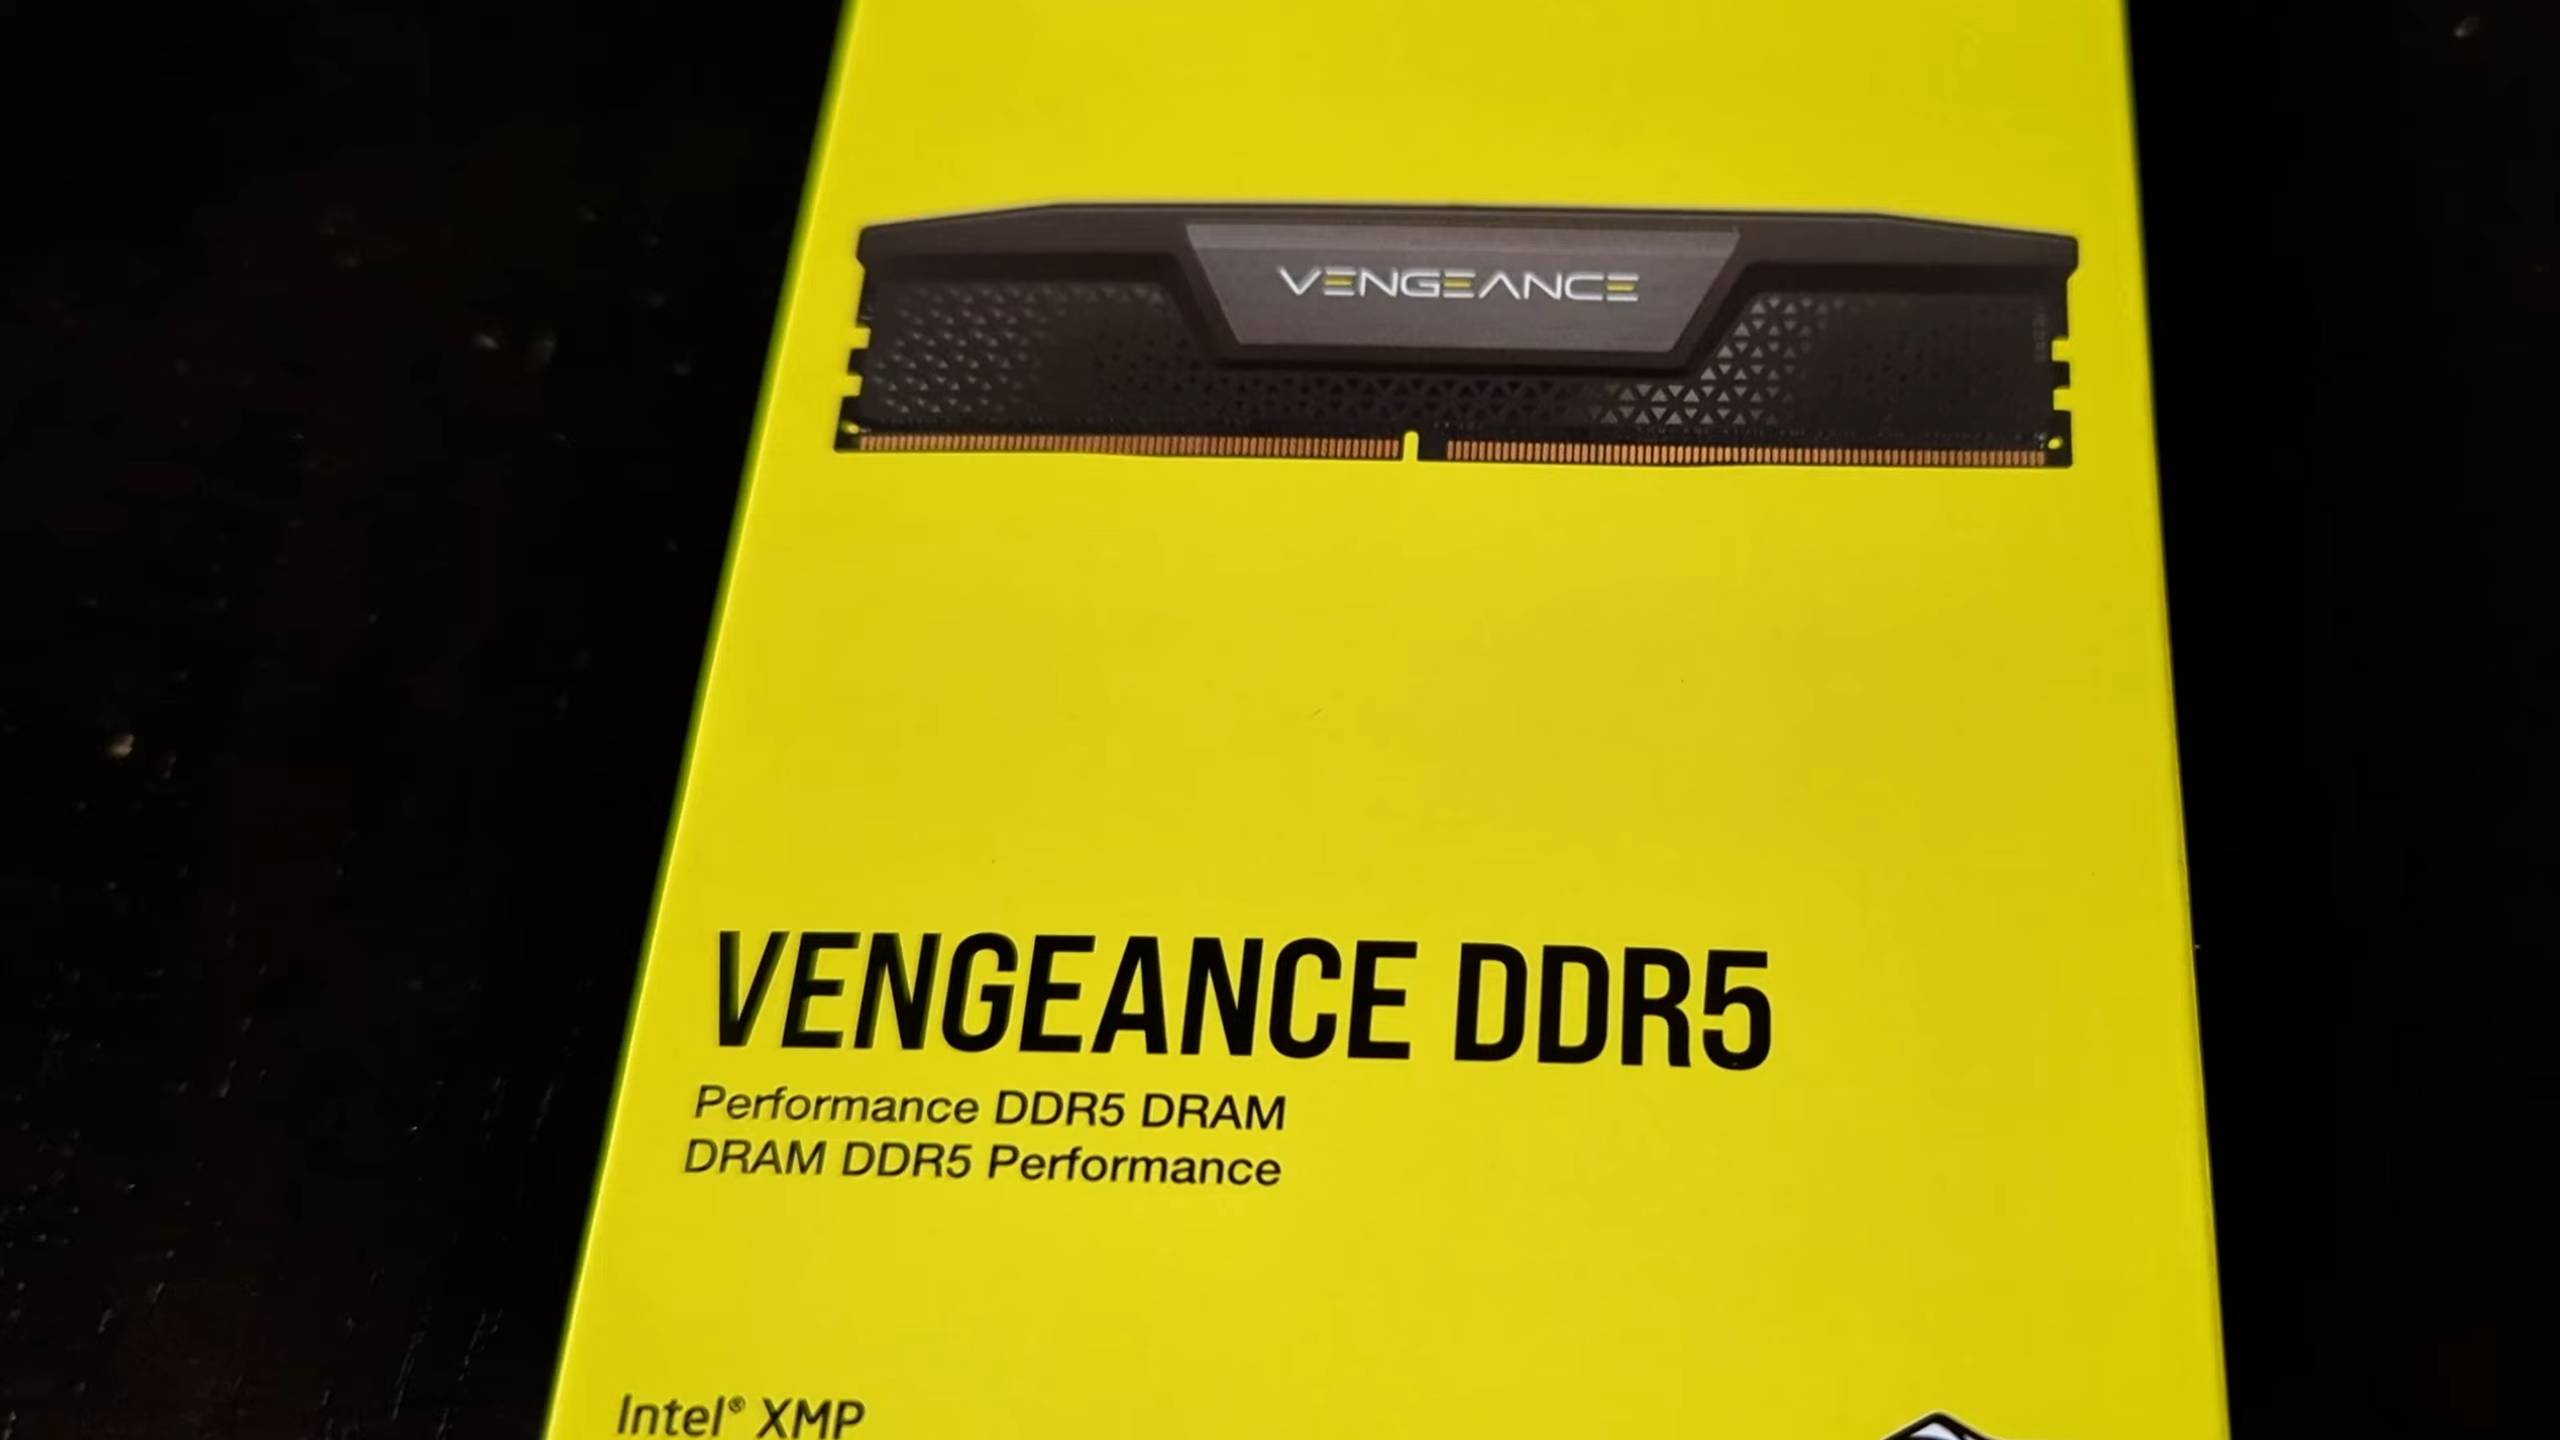 VENGEANCE
VENGEANCE DDR5
Performance DDR5 DRAM
DRAM DDR5 Performance
Intel® XMP